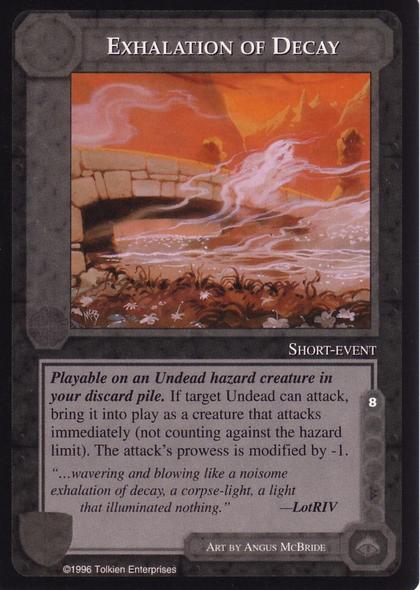 EXHALATION OF DECAY
McB
SHORT-EVENT
Playable on an Undead hazard creature in
your discard pile. If target Undead can attack,
bring it into play as a creature that attacks
immediately (not counting against the hazard
limit). The attack's prowess is modified by -1.
8
"…wavering and blowing like a noisome
exhalation of decay, a corpse-light, a light
that illuminated nothing." —LotRIV
ART BY ANGUS MCBRIDE
©1996 Tolkien Enterprises